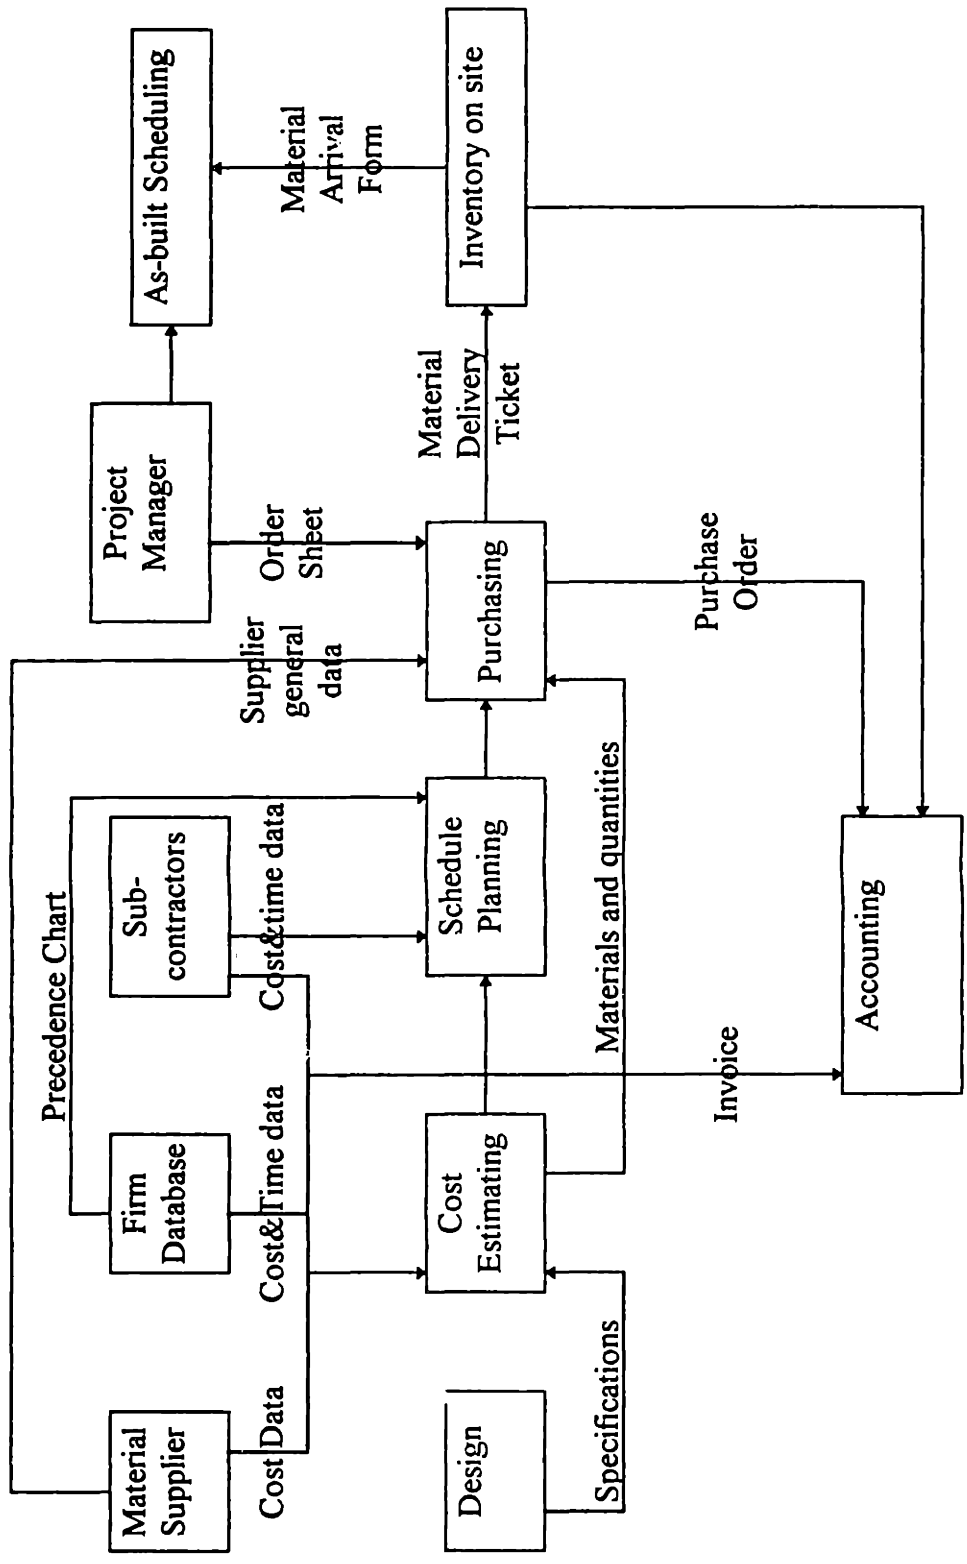 Precedence Chart
Material
Supplier
Firm
Database
Sub-
contractors
Project
Manager
As-built Scheduling
Cost Data
Cost&Time data
Cost&time data
Supplier
general
data
Order
Sheet
Material
Arrival
Form
Design
Cost
Estimating
Schedule
Planning
Purchasing
Material
Delivery
Ticket
Inventory on site
Specifications
Materials and quantities
Invoice
Purchase
Order
Accounting